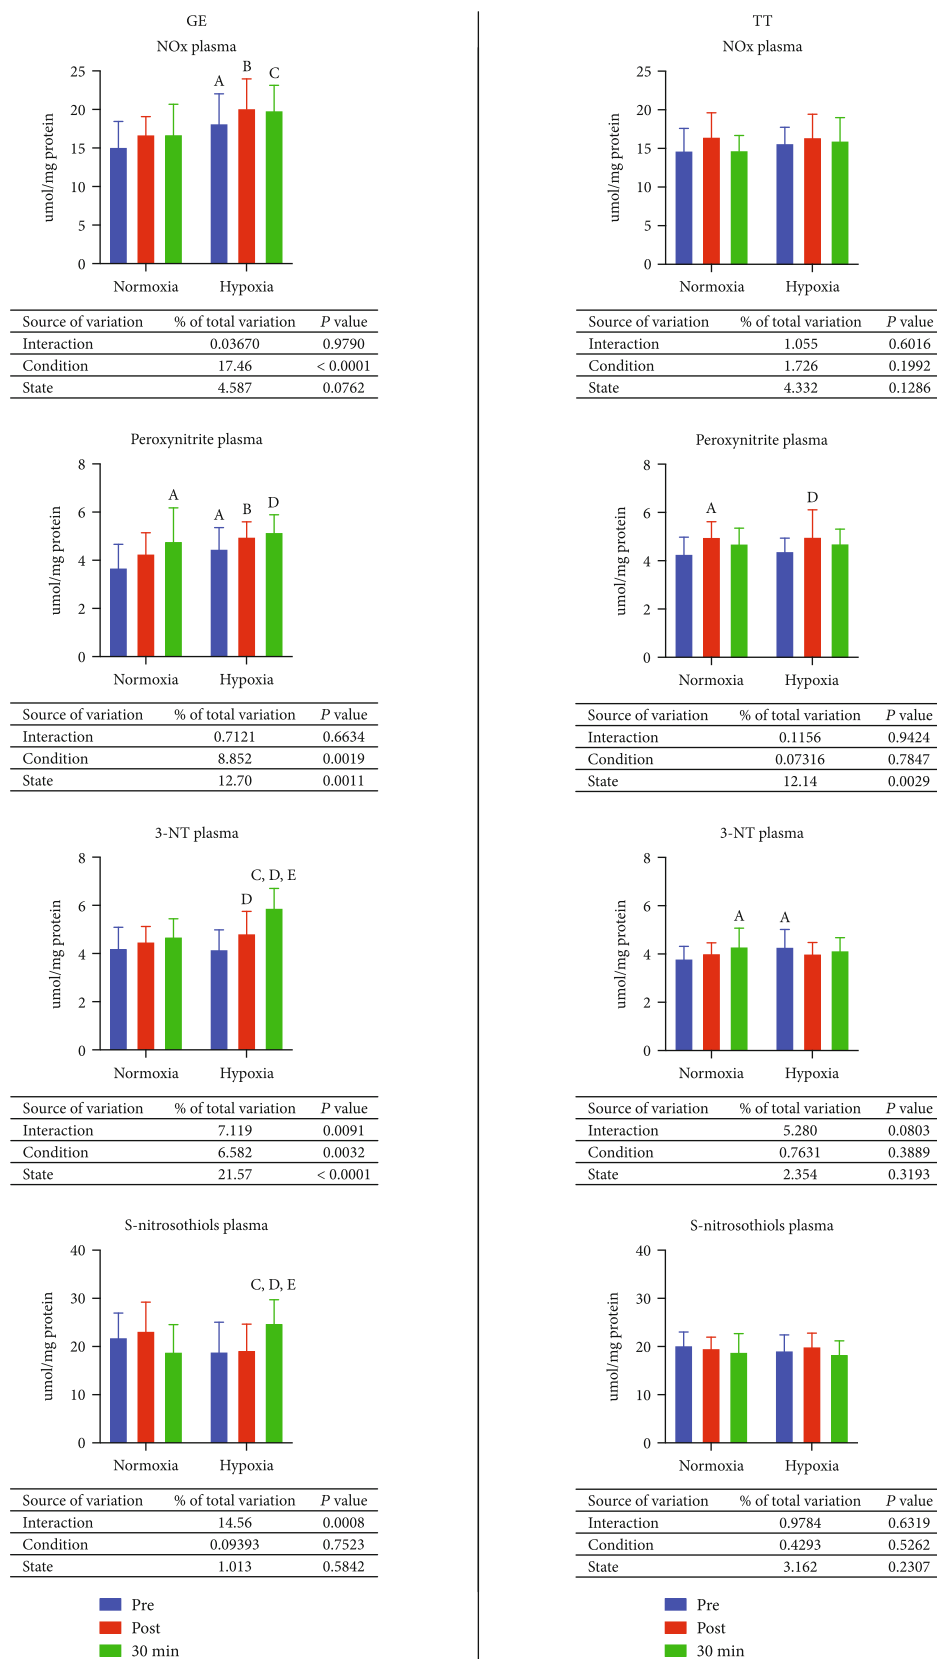 GE
NOx plasma
25
20
15
10
5
0
umol/mg protein
A
B
C
Normoxia
Hypoxia
Source of variation % of total variation P value
Interaction 0.03670 0.9790
Condition 17.46 < 0.0001
State 4.587 0.0762
Peroxynitrite plasma
8
6
4
2
0
umol/mg protein
A
A
B
D
Normoxia
Hypoxia
Source of variation % of total variation P value
Interaction 0.7121 0.6634
Condition 8.852 0.0019
State 12.70 0.0011
3-NT plasma
8
6
4
2
0
umol/mg protein
D
C, D, E
Normoxia
Hypoxia
Source of variation % of total variation P value
Interaction 7.119 0.0091
Condition 6.582 0.0032
State 21.57 < 0.0001
S-nitrosothiols plasma
40
30
20
10
0
umol/mg protein
C, D, E
Normoxia
Hypoxia
Source of variation % of total variation P value
Interaction 14.56 0.0008
Condition 0.09393 0.7523
State 1.013 0.5842
Pre
Post
30 min
TT
NOx plasma
25
20
15
10
5
0
umol/mg protein
Normoxia
Hypoxia
Source of variation % of total variation P value
Interaction 1.055 0.6016
Condition 1.726 0.1992
State 4.332 0.1286
Peroxynitrite plasma
8
6
4
2
0
umol/mg protein
A
D
Normoxia
Hypoxia
Source of variation % of total variation P value
Interaction 0.1156 0.9424
Condition 0.07316 0.7847
State 12.14 0.0029
3-NT plasma
8
6
4
2
0
umol/mg protein
A
A
Normoxia
Hypoxia
Source of variation % of total variation P value
Interaction 5.280 0.0803
Condition 0.7631 0.3889
State 2.354 0.3193
S-nitrosothiols plasma
40
30
20
10
0
umol/mg protein
Normoxia
Hypoxia
Source of variation % of total variation P value
Interaction 0.9784 0.6319
Condition 0.4293 0.5262
State 3.162 0.2307
Pre
Post
30 min